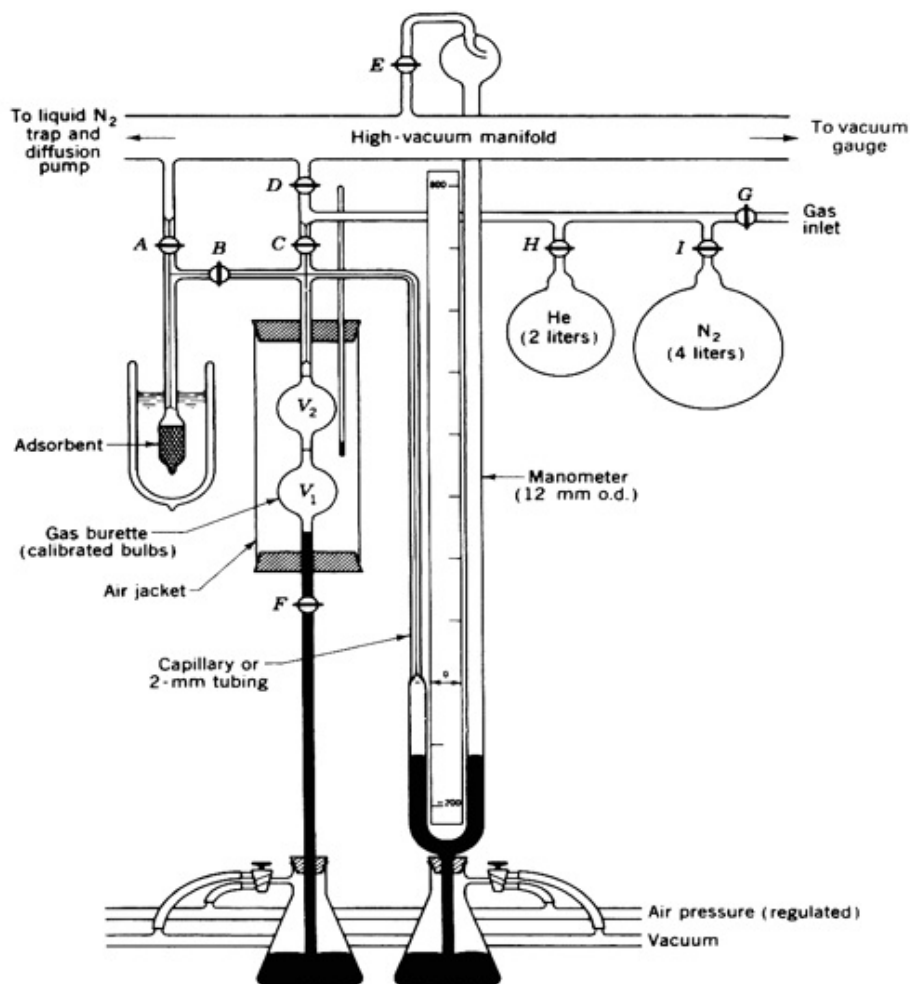 E
To liquid N2
trap and
diffusion
pump
High-vacuum manifold
To vacuum
gauge
D
800
G
Gas
inlet
A
B
C
H
I
He
(2 liters)
N2
(4 liters)
V2
Adsorbent
V1
Manometer
(12 mm o.d.)
Gas burette
(calibrated bulbs)
Air jacket
F
Capillary or
2-mm tubing
0
Air pressure (regulated)
Vacuum